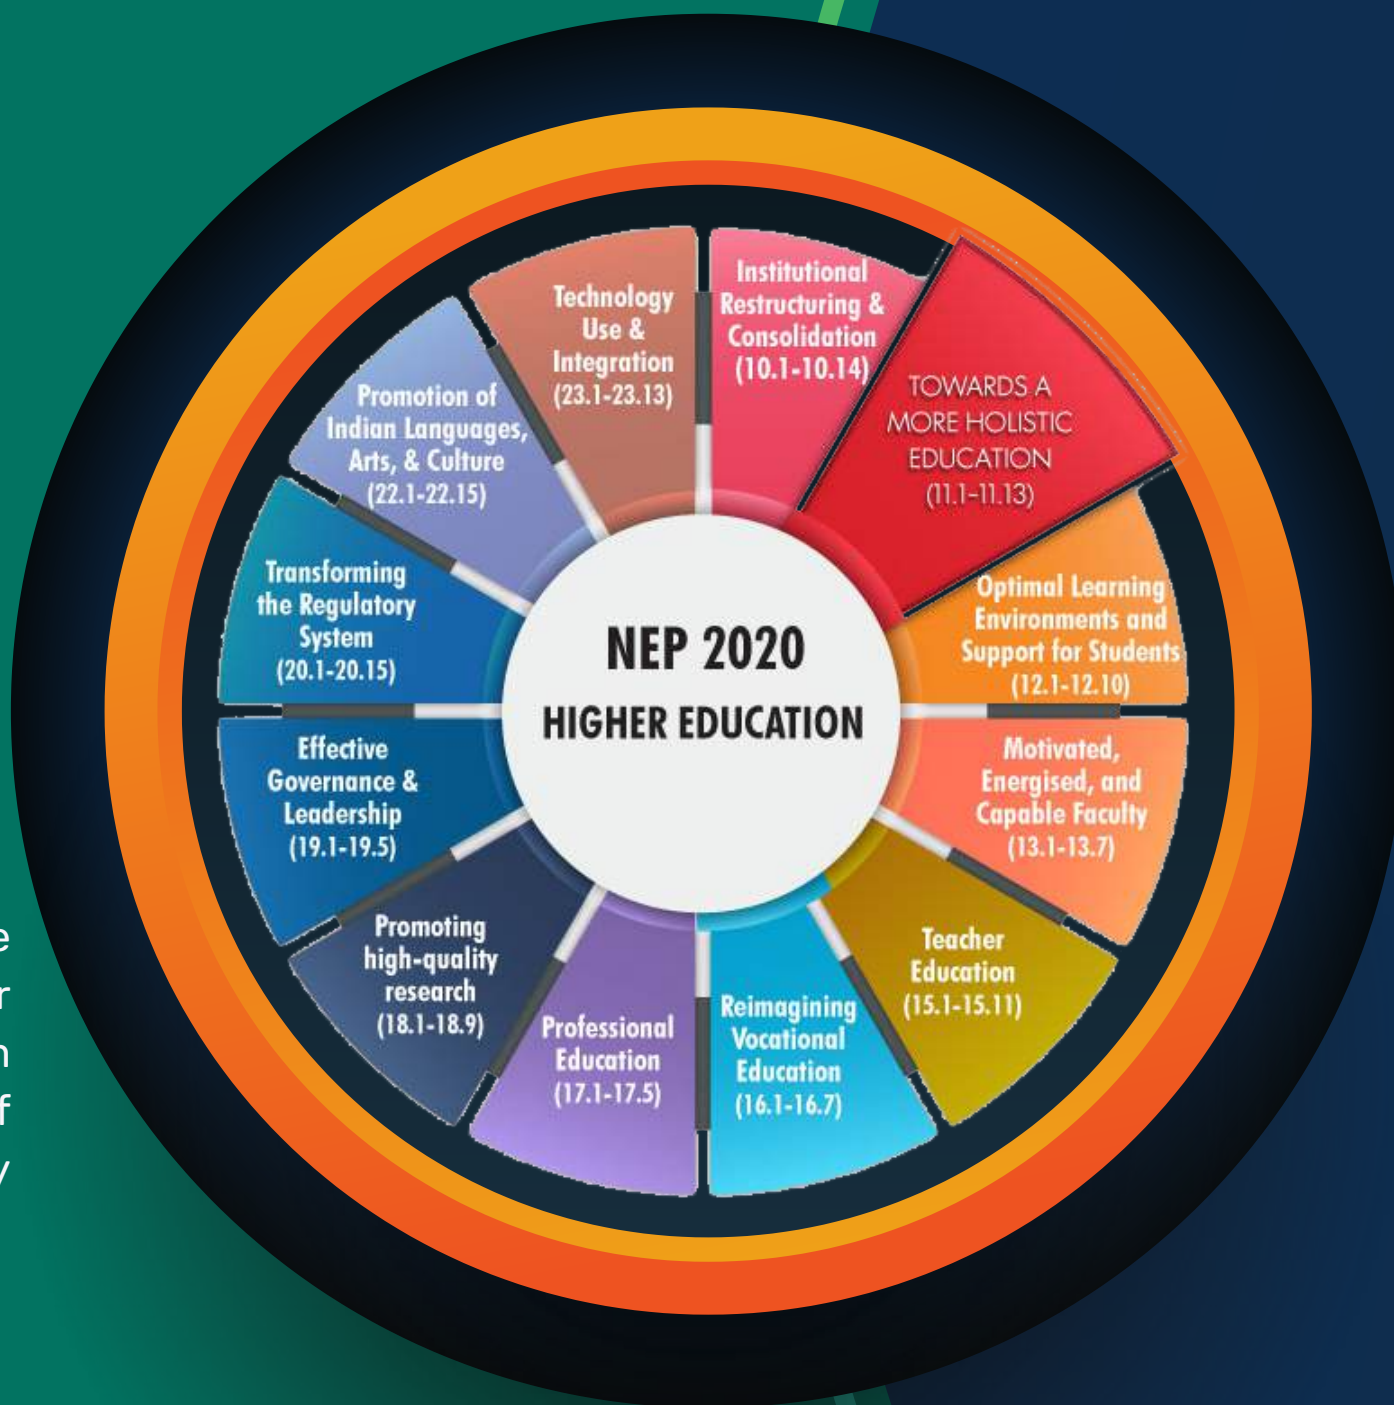 NEP 2020
HIGHER EDUCATION
Institutional
Restructuring &
Consolidation
(10.1-10.14)
TOWARDS A
MORE HOLISTIC
EDUCATION
(11.1-11.13)
Optimal Learning
Environments and
Support for Students
(12.1-12.10)
Motivated,
Energised, and
Capable Faculty
(13.1-13.7)
Teacher
Education
(15.1-15.11)
Reimagining
Vocational
Education
(16.1-16.7)
Professional
Education
(17.1-17.5)
Promoting
high-quality
research
(18.1-18.9)
Effective
Governance &
Leadership
(19.1-19.5)
Transforming
the Regulatory
System
(20.1-20.15)
Promotion of
Indian Languages,
Arts, & Culture
(22.1-22.15)
Technology
Use &
Integration
(23.1-23.13)